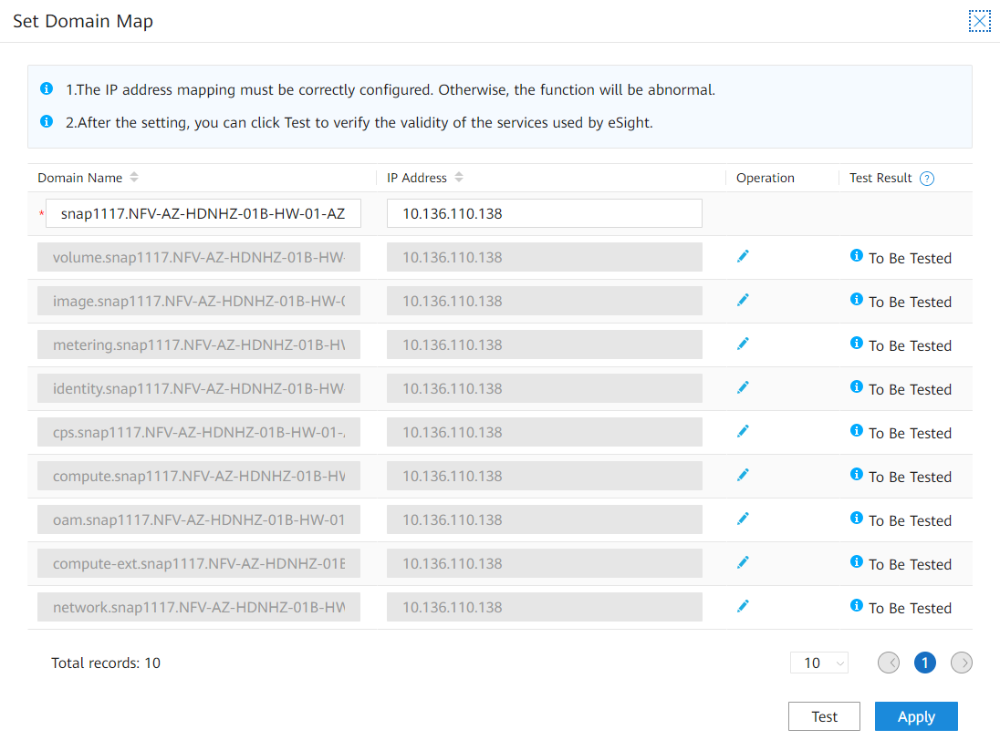 Set Domain Map
1.The IP address mapping must be correctly configured. Otherwise, the function will be abnormal.
2.After the setting, you can click Test to verify the validity of the services used by eSight.
Domain Name IP Address Operation Test Result ?
* snap1117.NFV-AZ-HDNHZ-01B-HW-01-AZ 10.136.110.138
volume.snap1117.NFV-AZ-HDNHZ-01B-HW- 10.136.110.138 To Be Tested
image.snap1117.NFV-AZ-HDNHZ-01B-HW-0 10.136.110.138 To Be Tested
metering.snap1117.NFV-AZ-HDNHZ-01B-HW 10.136.110.138 To Be Tested
identity.snap1117.NFV-AZ-HDNHZ-01B-HW- 10.136.110.138 To Be Tested
cps.snap1117.NFV-AZ-HDNHZ-01B-HW-01- 10.136.110.138 To Be Tested
compute.snap1117.NFV-AZ-HDNHZ-01B-HW 10.136.110.138 To Be Tested
oam.snap1117.NFV-AZ-HDNHZ-01B-HW-01 10.136.110.138 To Be Tested
compute-ext.snap1117.NFV-AZ-HDNHZ-01B 10.136.110.138 To Be Tested
network.snap1117.NFV-AZ-HDNHZ-01B-HW 10.136.110.138 To Be Tested
Total records: 10 10 1
Test Apply